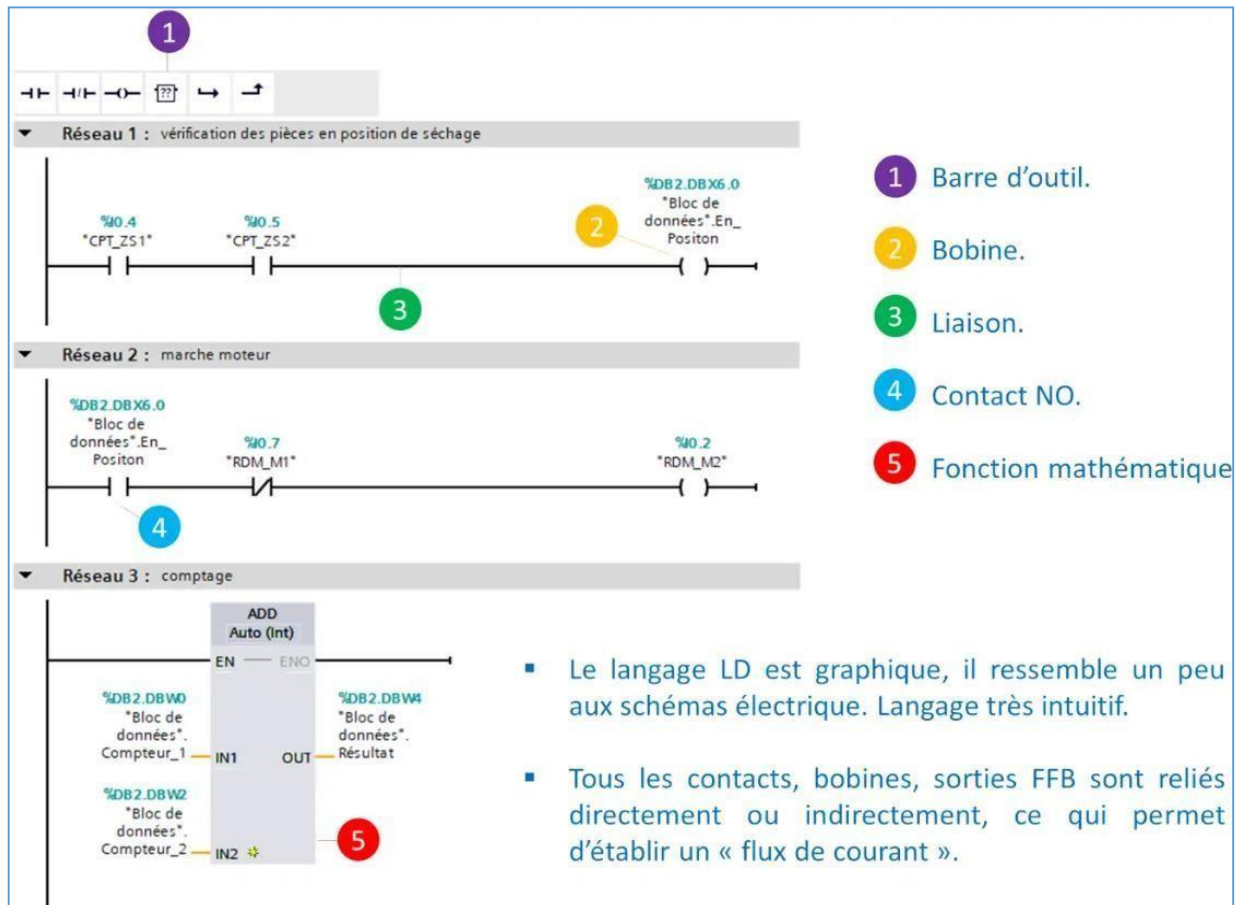 1
??
Réseau 1 : vérification des pièces en position de séchage
%I0.4
"CPT_ZS1"
%I0.5
"CPT_ZS2"
2
%DB2.DBX6.0
"Bloc de
données".En_
Positon
3
Réseau 2 : marche moteur
%DB2.DBX6.0
"Bloc de
données".En_
Positon
%I0.7
"RDM_M1"
"RDM_M2"
4
Réseau 3 : comptage
ADD
Auto (Int)
EN
ENO
%DB2.DBW0
"Bloc de
données".
Compteur_1
IN1
%DB2.DBW4
"Bloc de
données".
Résultat
OUT
%DB2.DBW2
"Bloc de
données".
Compteur_2
IN2
5
1 Barre d’outil.
2 Bobine.
3 Liaison.
4 Contact NO.
5 Fonction mathématique
▪ Le langage LD est graphique, il ressemble un peu
aux schémas électrique. Langage très intuitif.
▪ Tous les contacts, bobines, sorties FFB sont reliés
directement ou indirectement, ce qui permet
d’établir un « flux de courant ».